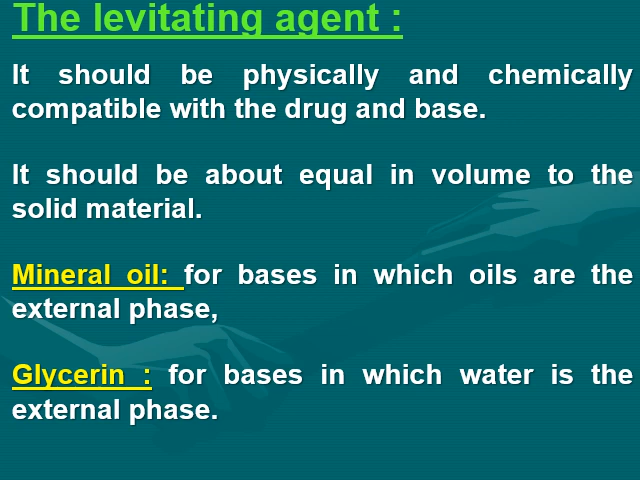 The levitating agent :
It should be physically and chemically
compatible with the drug and base.
It should be about equal in volume to the
solid material.
Mineral oil: for bases in which oils are the
external phase,
Glycerin : for bases in which water is the
external phase.